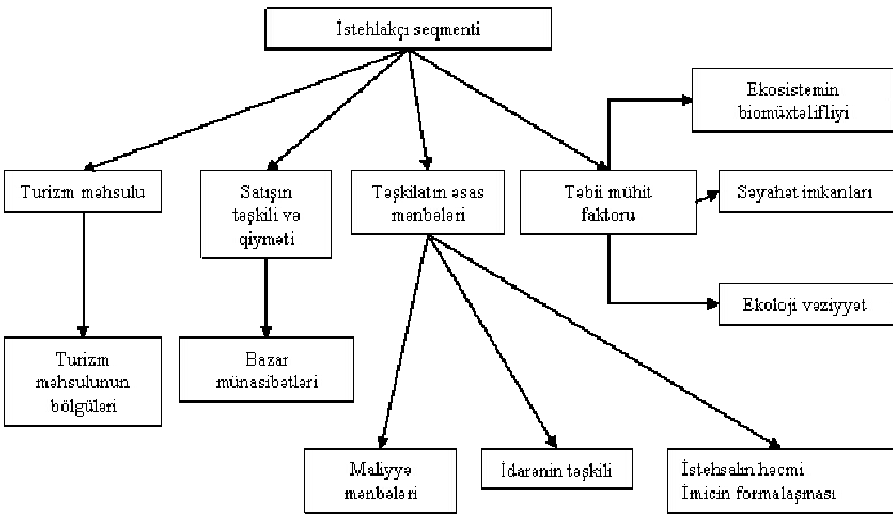 İstehlakçı seqmenti
Ekosistemin
biomüxtəlifliyi
Turizm məhsulu
Satışın
təşkili və
qiyməti
Təşkilatın əsas
mənbələri
Təbii mühit
faktoru
Səyahət imkanları
Ekoloji vəziyyət
Turizm
məhsulunun
bölgüləri
Bazar
münasibətləri
Maliyyə
mənbələri
İdarənin təşkili
İstehsalın həcmi
İmicin formalaşması